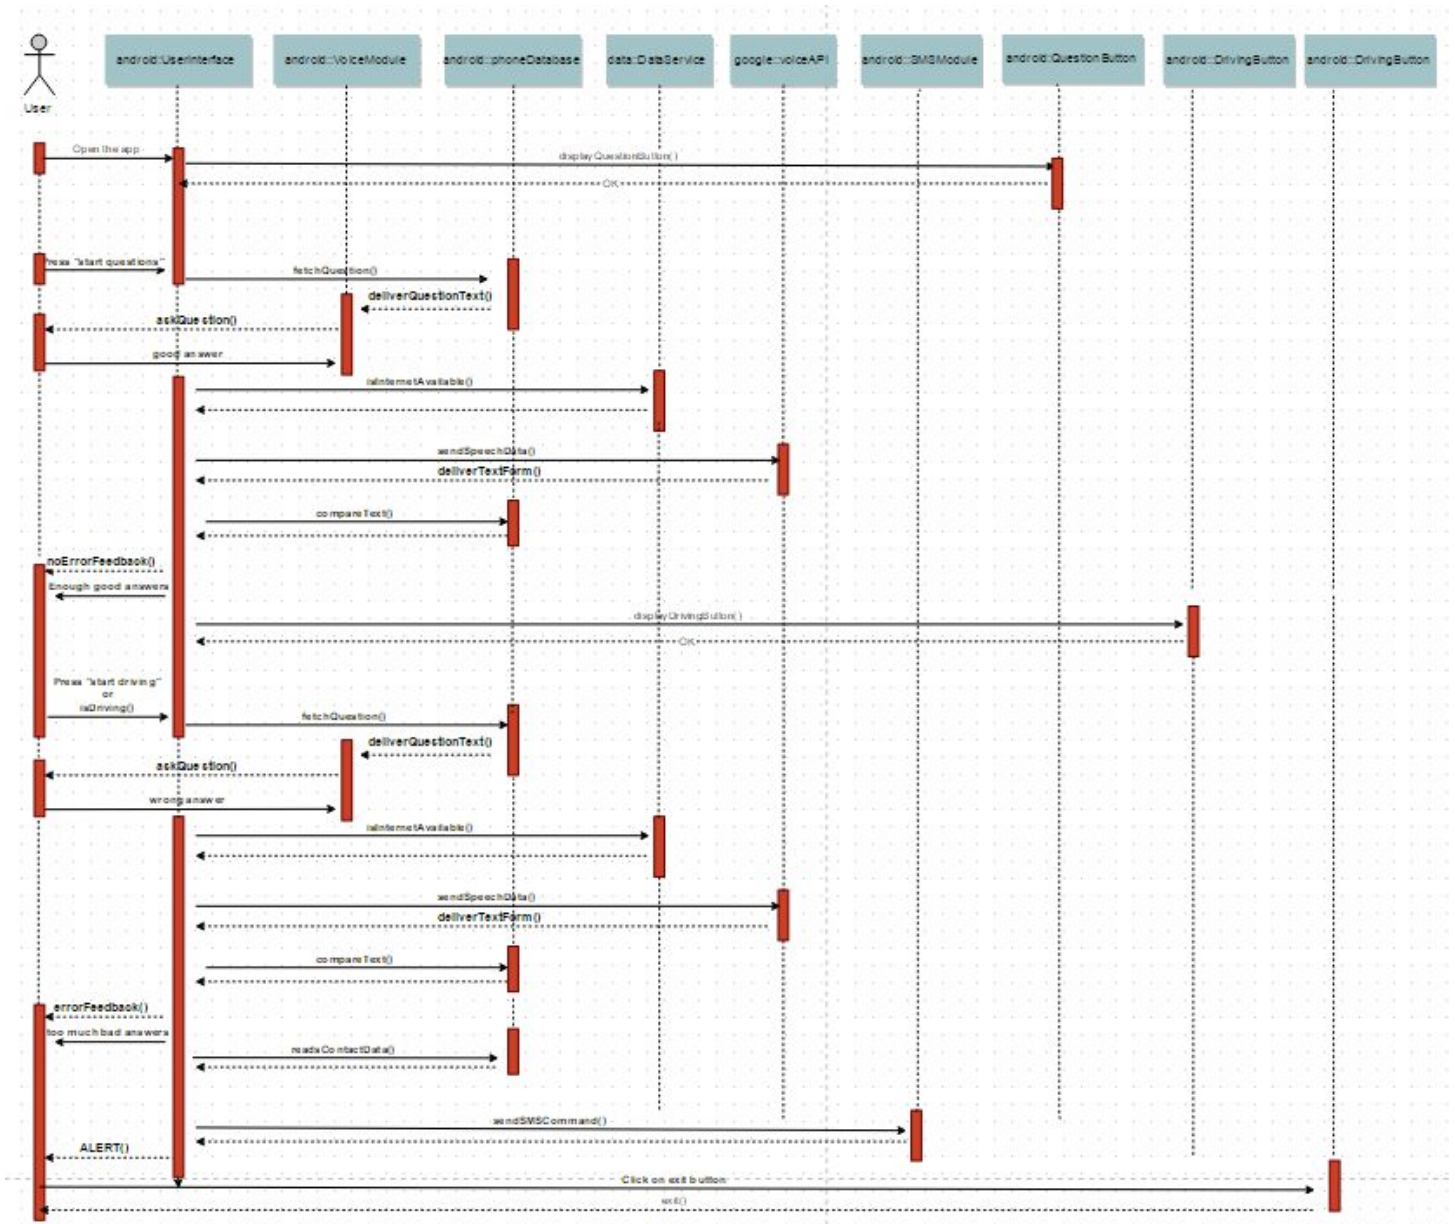 android::UserInterface
android::VoiceModule
android::phoneDatabase
data::DataService
google::voiceAPI
android::SMSModule
android::QuestionButton
android::DrivingButton
android::DrivingButton
User
Open the app
displayQuestionButton()
OK
Press "start questions"
fetchQuestion()
deliverQuestionText()
askQuestion()
good answer
isInternetAvailable()
sendSpeechData()
deliverTextForm()
compareText()
noErrorFeedback()
Enough good answers
displayDrivingButton()
OK
Press "start driving"
or
isDriving()
fetchQuestion()
deliverQuestionText()
askQuestion()
wrong answer
isInternetAvailable()
sendSpeechData()
deliverTextForm()
compareText()
errorFeedback()
too much bad answers
readsContactData()
sendSMSCommand()
ALERT()
Click on exit button
exit()